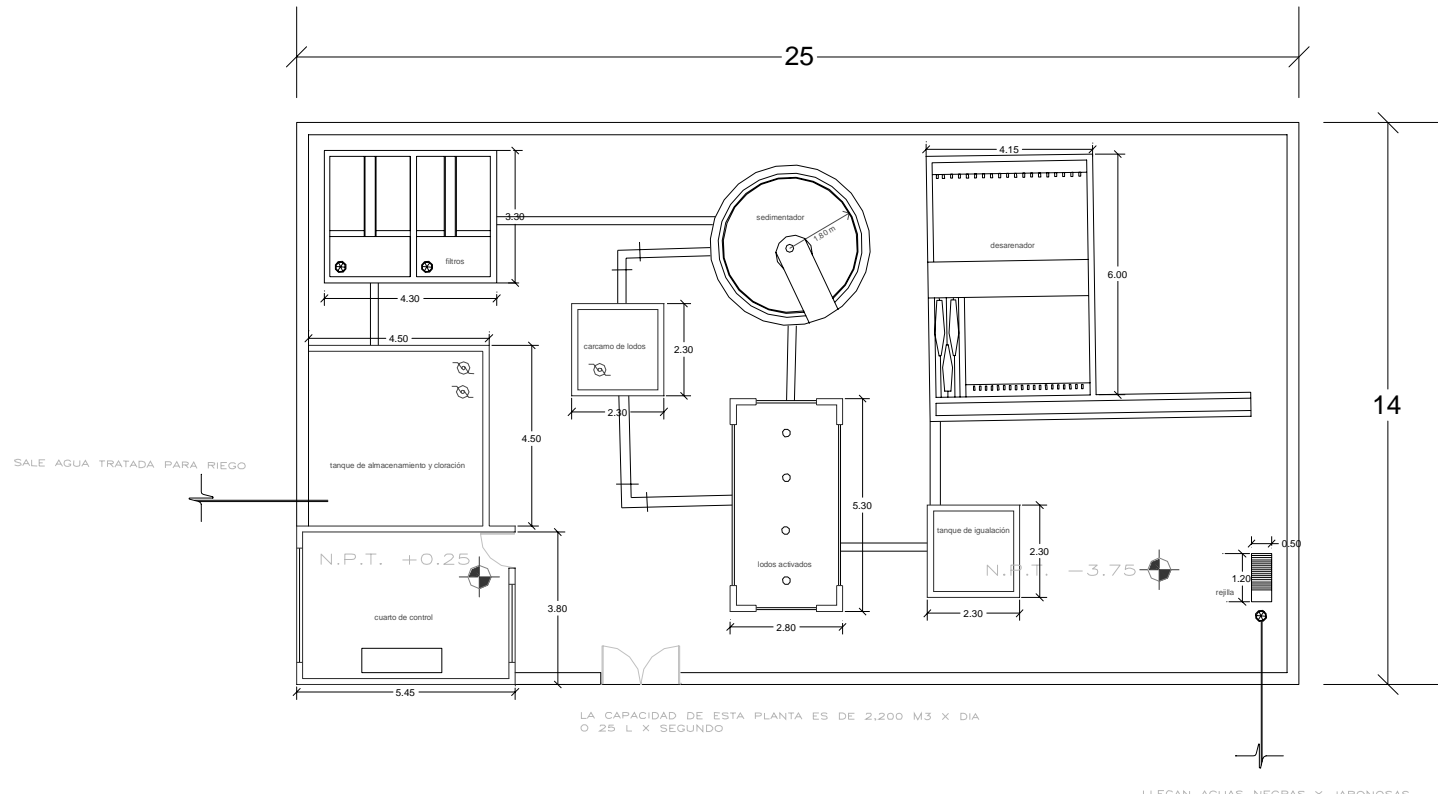 25
4.15
sedimentador
3.30
1.80 m
desarenador
filtros
6.00
14
4.30
4.50
carcamo de lodos
2.30
2.30
4.50
SALE AGUA TRATADA PARA RIEGO
tanque de almacenamiento y cloración
5.30
tanque de igualación
0.50
N.P.T. +0.25
2.30
lodos activados
N.P.T. -3.75
1.20
rejilla
3.80
cuarto de control
2.30
2.80
5.45
LA CAPACIDAD DE ESTA PLANTA ES DE 2,200 M3 X DIA
O 25 L X SEGUNDO
LLEGAN AGUAS NEGRAS Y JABONOSAS